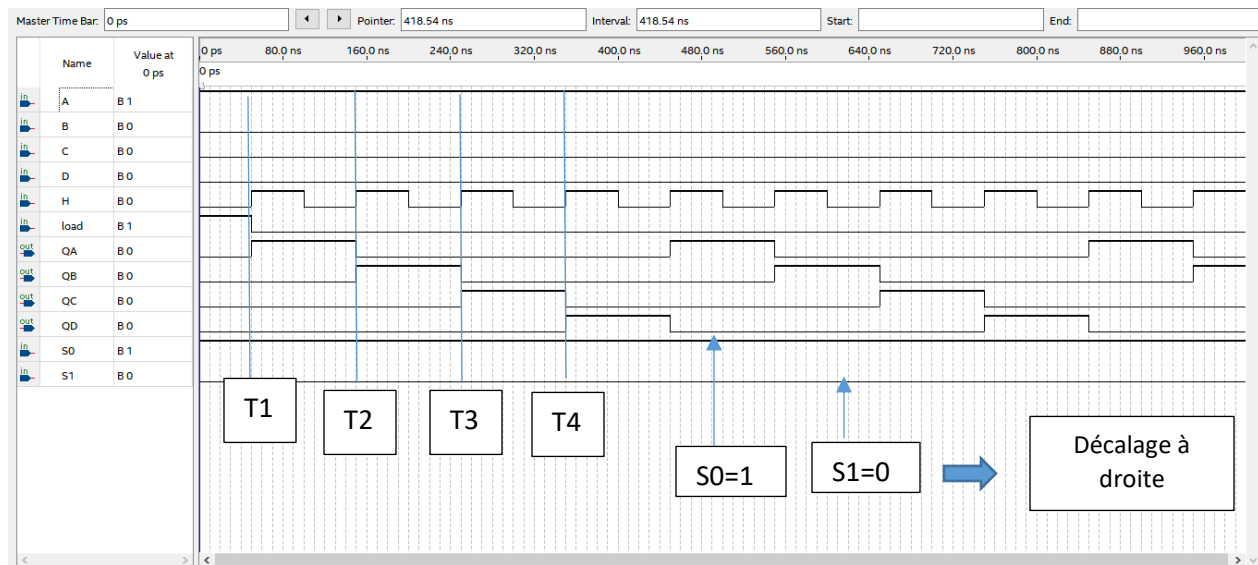 Master Time Bar: 0 ps Pointer: 418.54 ns Interval: 418.54 ns Start: End:
Name Value at 0 ps
0 ps 80.0 ns 160.0 ns 240.0 ns 320.0 ns 400.0 ns 480.0 ns 560.0 ns 640.0 ns 720.0 ns 800.0 ns 880.0 ns 960.0 ns
0 ps
in A B 1
in B B 0
in C B 0
in D B 0
in H B 0
in load B 1
out QA B 0
out QB B 0
out QC B 0
out QD B 0
in S0 B 1
in S1 B 0
T1 T2 T3 T4
S0=1 S1=0
Décalage à
droite